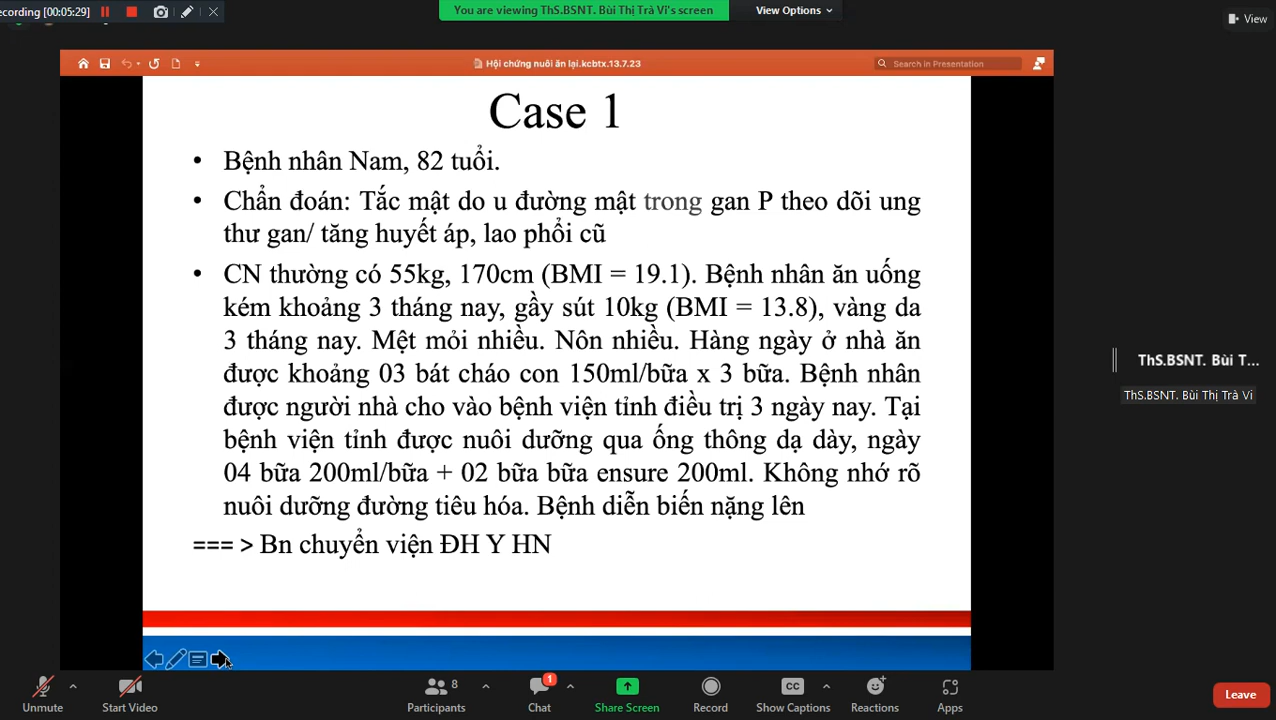 ecording 00:05:29
You are viewing ThS.BSNT. Bùi Thị Trà Vi's screen
View Options
View
Hội chứng nuôi ăn lại.kcbtx.13.7.23
Search in Presentation
Case 1
• Bệnh nhân Nam, 82 tuổi.
• Chẩn đoán: Tắc mật do u đường mật trong gan P theo dõi ung
thư gan/ tăng huyết áp, lao phổi cũ
• CN thường có 55kg, 170cm (BMI = 19.1). Bệnh nhân ăn uống
kém khoảng 3 tháng nay, gầy sút 10kg (BMI = 13.8), vàng da
3 tháng nay. Mệt mỏi nhiều. Nôn nhiều. Hàng ngày ở nhà ăn
được khoảng 03 bát cháo con 150ml/bữa x 3 bữa. Bệnh nhân
được người nhà cho vào bệnh viện tỉnh điều trị 3 ngày nay. Tại
bệnh viện tỉnh được nuôi dưỡng qua ống thông dạ dày, ngày
04 bữa 200ml/bữa + 02 bữa bữa ensure 200ml. Không nhớ rõ
nuôi dưỡng đường tiêu hóa. Bệnh diễn biến nặng lên
=== > Bn chuyển viện ĐH Y HN
ThS.BSNT. Bùi T...
ThS.BSNT. Bùi Thị Trà Vi
Unmute
Start Video
8
Participants
1
Chat
Share Screen
Record
CC
Show Captions
Reactions
Apps
Leave